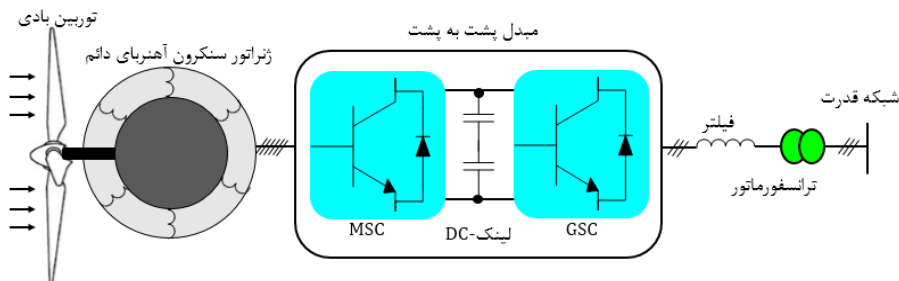 توربین بادی
ژنراتور سنکرون آهنربای دائم
مبدل پشت به پشت
شبکه قدرت
فیلتر
ترانسفورماتور
MSC
لینک-DC
GSC